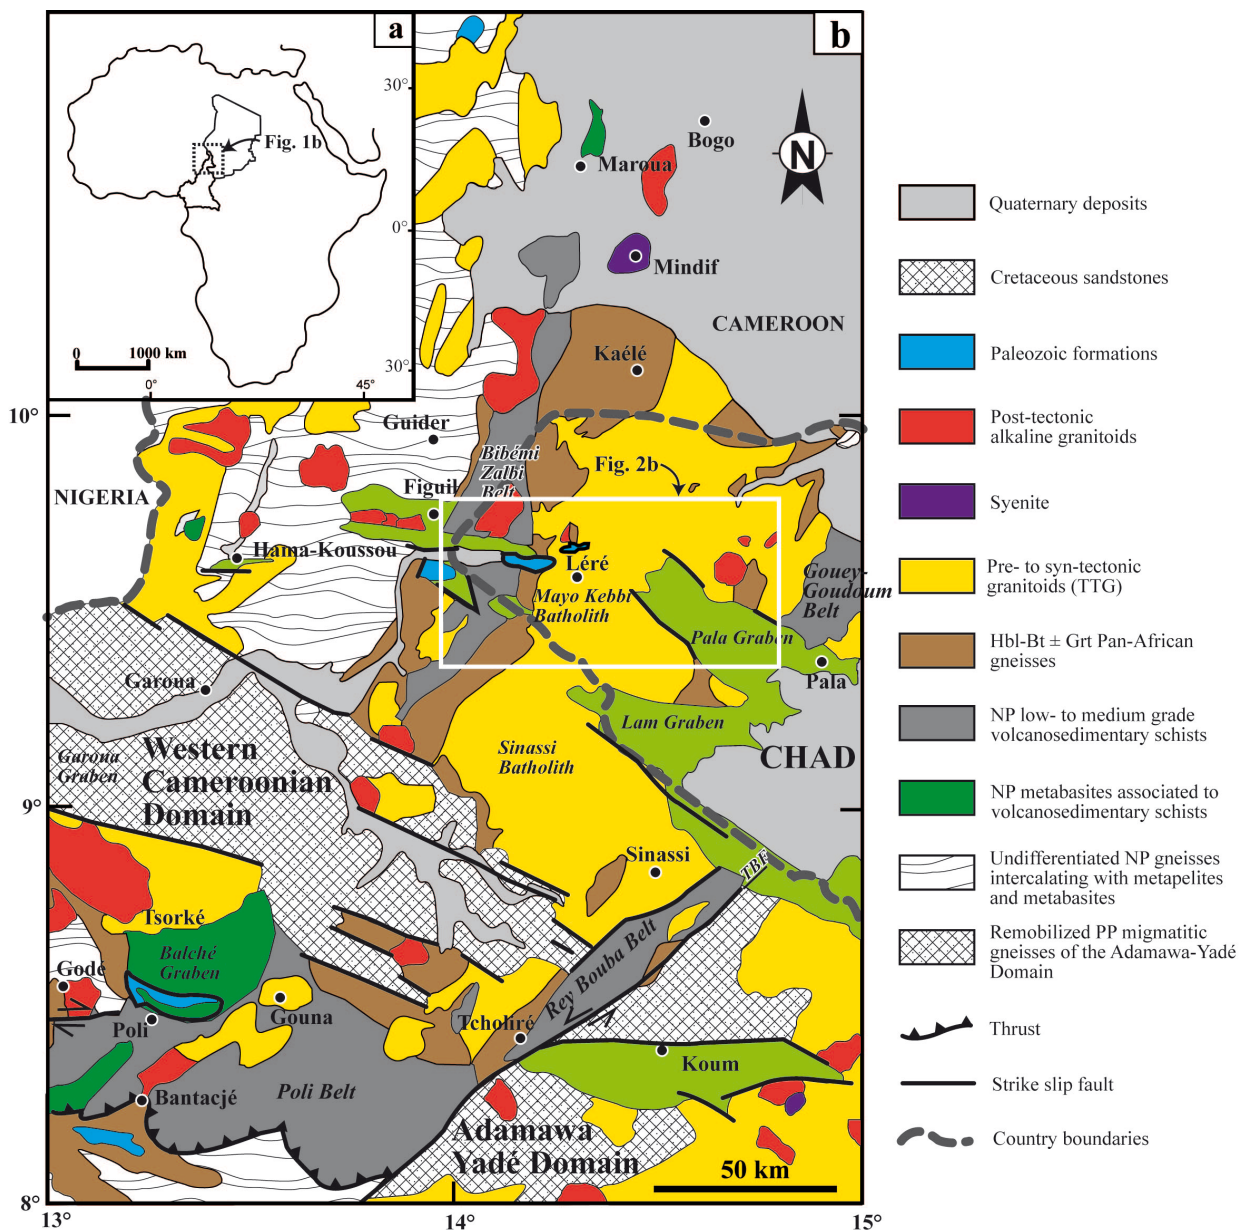 a
b
30°
Fig. 1b
0°
30°
0
1000 km
0°
45°
Bogo
Maroua
N
Mindif
CAMEROON
Kaélé
10°
Guider
Bibémi
Zalbi
Belt
Fig. 2b
NIGERIA
Figuil
Hama-Koussou
Léré
Mayo Kebbi
Batholith
Gouey-
Goudoum
Belt
Pala Graben
Pala
Garoua
Lam Graben
Garoua
Graben
Western
Cameroonian
Domain
Sinassi
Batholith
CHAD
9°
Sinassi
TBF
Tsorké
Balché
Graben
Godé
Gouna
Rey Bouba Belt
Poli
Tcholiré
Koum
Bantacjé
Poli Belt
Adamawa
Yadé Domain
50 km
8°
13°
14°
15°
Quaternary deposits
Cretaceous sandstones
Paleozoic formations
Post-tectonic
alkaline granitoids
Syenite
Pre- to syn-tectonic
granitoids (TTG)
Hbl-Bt ± Grt Pan-African
gneisses
NP low- to medium grade
volcanosedimentary schists
NP metabasites associated to
volcanosedimentary schists
Undifferentiated NP gneisses
intercalating with metapelites
and metabasites
Remobilized PP migmatitic
gneisses of the Adamawa-Yadé
Domain
Thrust
Strike slip fault
Country boundaries